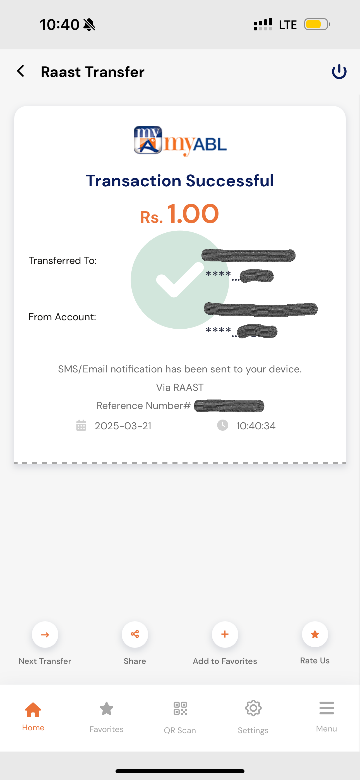 10:40 LTE
Raast Transfer
my myABL
Transaction Successful
Rs. 1.00
Transferred To:
****...
From Account:
****...
SMS/Email notification has been sent to your device.
Via RAAST
Reference Number#
2025-03-21 10:40:34
Next Transfer Share Add to Favorites Rate Us
Home Favorites QR Scan Settings Menu